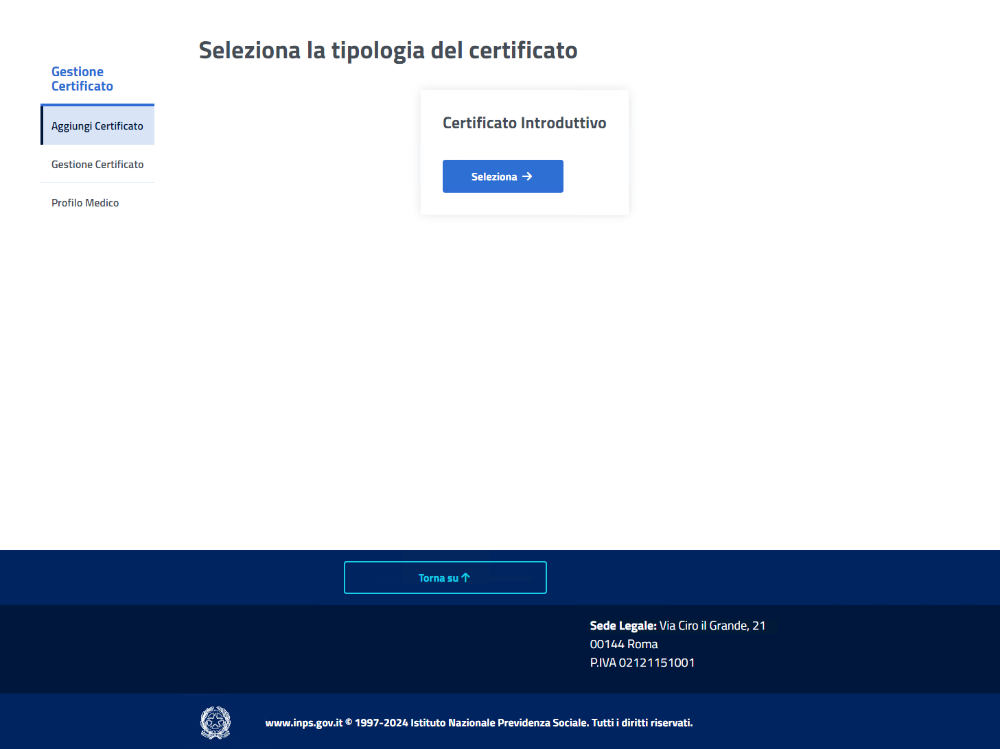 Seleziona la tipologia del certificato
Gestione
Certificato
Aggiungi Certificato
Gestione Certificato
Profilo Medico
Certificato Introduttivo
Seleziona
Torna su
Sede Legale: Via Ciro il Grande, 21
00144 Roma
P.IVA 02121151001
www.inps.gov.it © 1997-2024 Istituto Nazionale Previdenza Sociale. Tutti i diritti riservati.